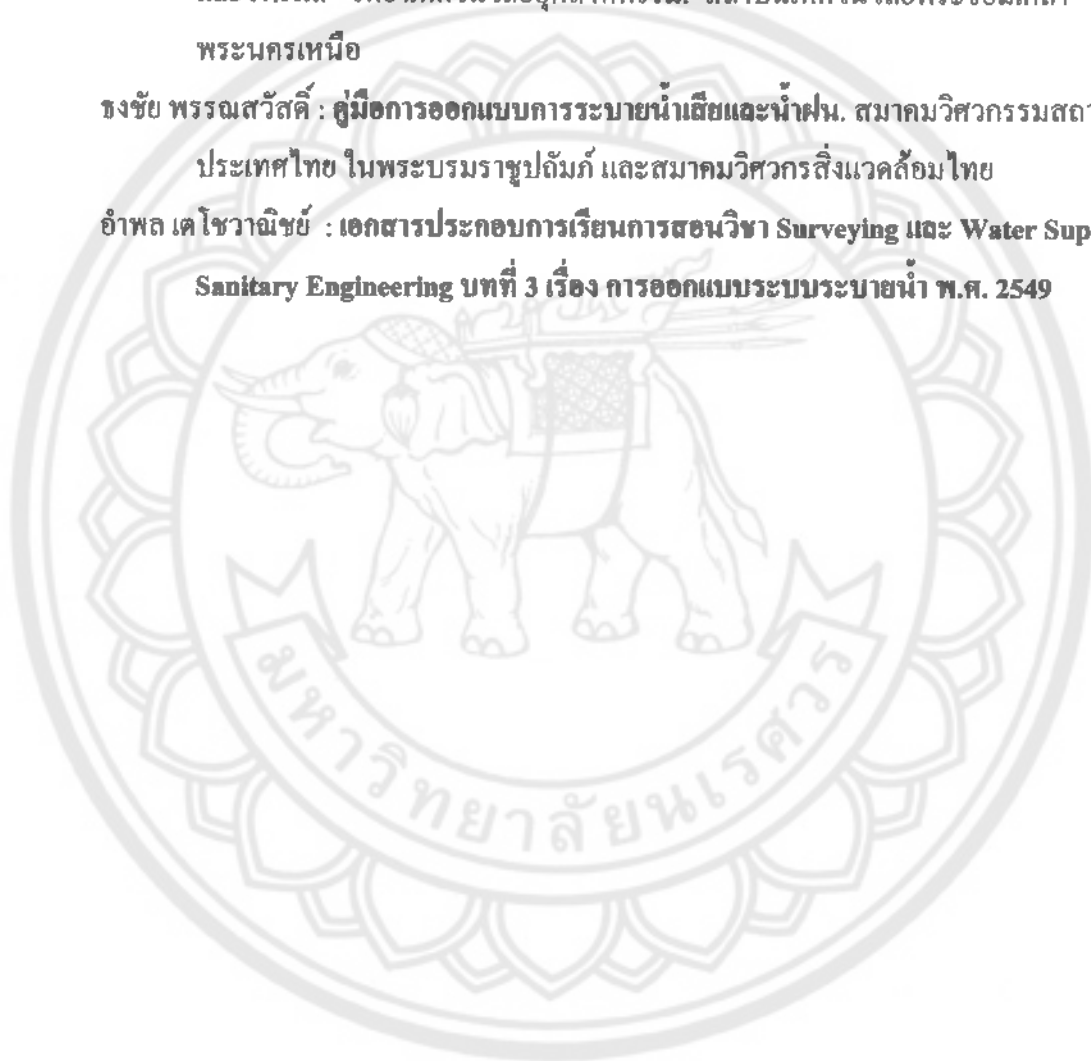 พระนครเหนือ
ธงชัย พรรณสวัสดิ์ : คู่มือการออกแบบการระบายน้ำเสียและน้ำฝน. สมาคมวิศวกรรมสถา
ประเทศไทย ในพระบรมราชูปถัมภ์ และสมาคมวิศวกรสิ่งแวดล้อมไทย
อำพล เตโชวาณิชย์ : เอกสารประกอบการเรียนการสอนวิชา Surveying และ Water Sup
Sanitary Engineering บทที่ 3 เรื่อง การออกแบบระบบระบายน้ำ พ.ศ. 2549
มหาวิทยาลัยนเรศวร